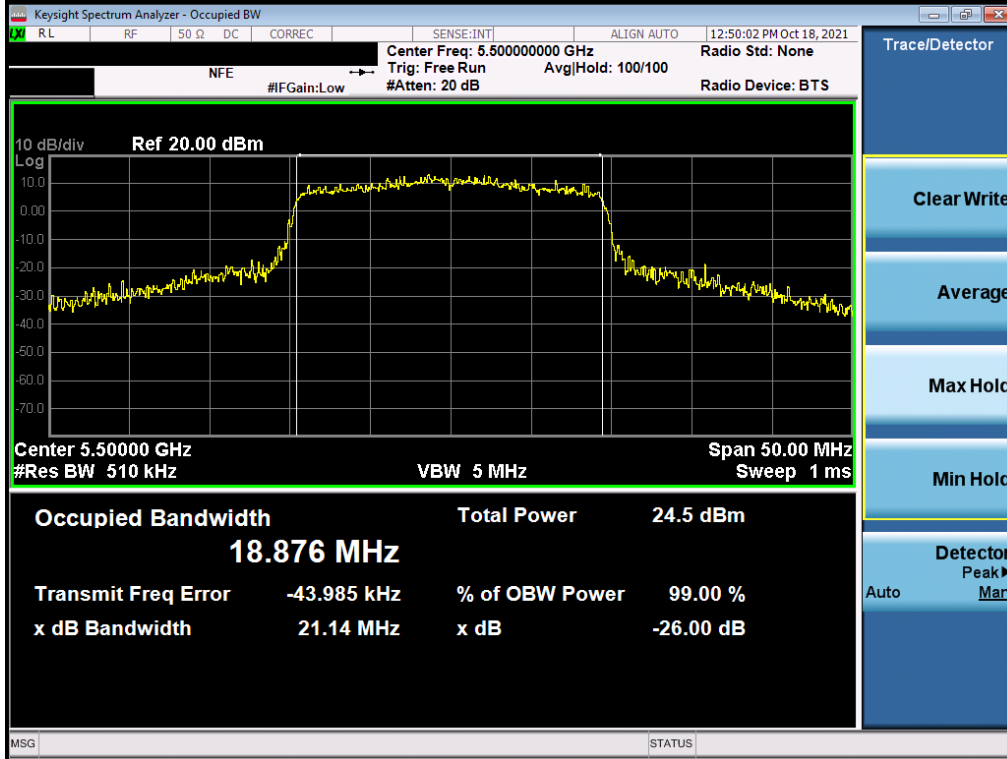 Keysight Spectrum Analyzer - Occupied BW
LXI RL RF 50 Ω DC CORREC SENSE:INT ALIGN AUTO 12:50:02 PM Oct 18, 2021
Center Freq: 5.500000000 GHz Radio Std: None
NFE Trig: Free Run Avg|Hold: 100/100
#IFGain:Low #Atten: 20 dB Radio Device: BTS
Trace/Detector
10 dB/div Ref 20.00 dBm
Log
10.0
0.00
-10.0
-20.0
-30.0
-40.0
-50.0
-60.0
-70.0
Center 5.50000 GHz Span 50.00 MHz
#Res BW 510 kHz VBW 5 MHz Sweep 1 ms
Occupied Bandwidth Total Power 24.5 dBm
18.876 MHz
Transmit Freq Error -43.985 kHz % of OBW Power 99.00 %
x dB Bandwidth 21.14 MHz x dB -26.00 dB
Clear Write
Average
Max Hold
Min Hold
Detector
Peak
Auto Man
MSG STATUS